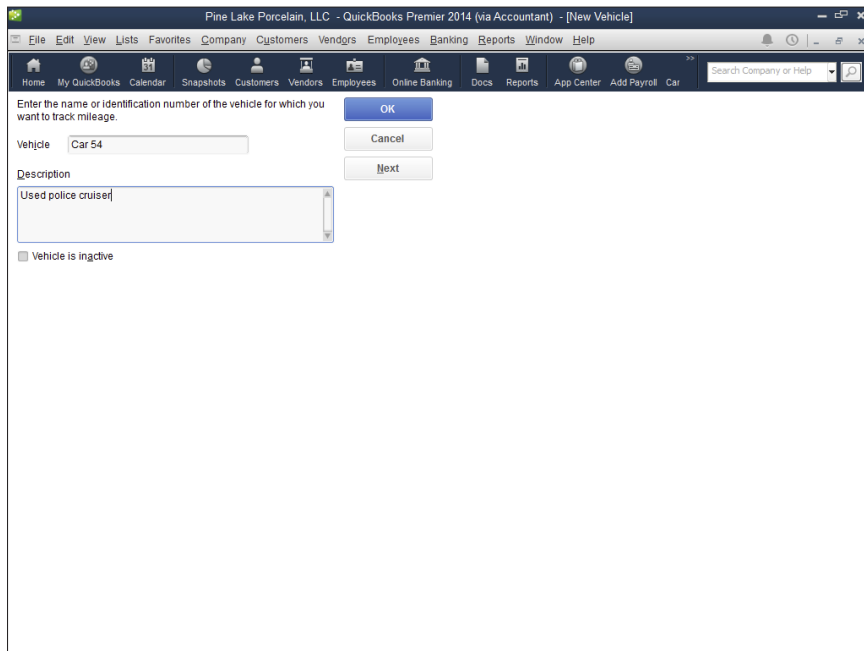 Pine Lake Porcelain, LLC - QuickBooks Premier 2014 (via Accountant) - [New Vehicle]
File Edit View Lists Favorites Company Customers Vendors Employees Banking Reports Window Help
31
Home My QuickBooks Calendar Snapshots Customers Vendors Employees Online Banking Docs Reports App Center Add Payroll Car
Search Company or Help
Enter the name or identification number of the vehicle for which you
want to track mileage.
OK
Vehicle Car 54
Cancel
Description
Next
Used police cruiser
Vehicle is inactive